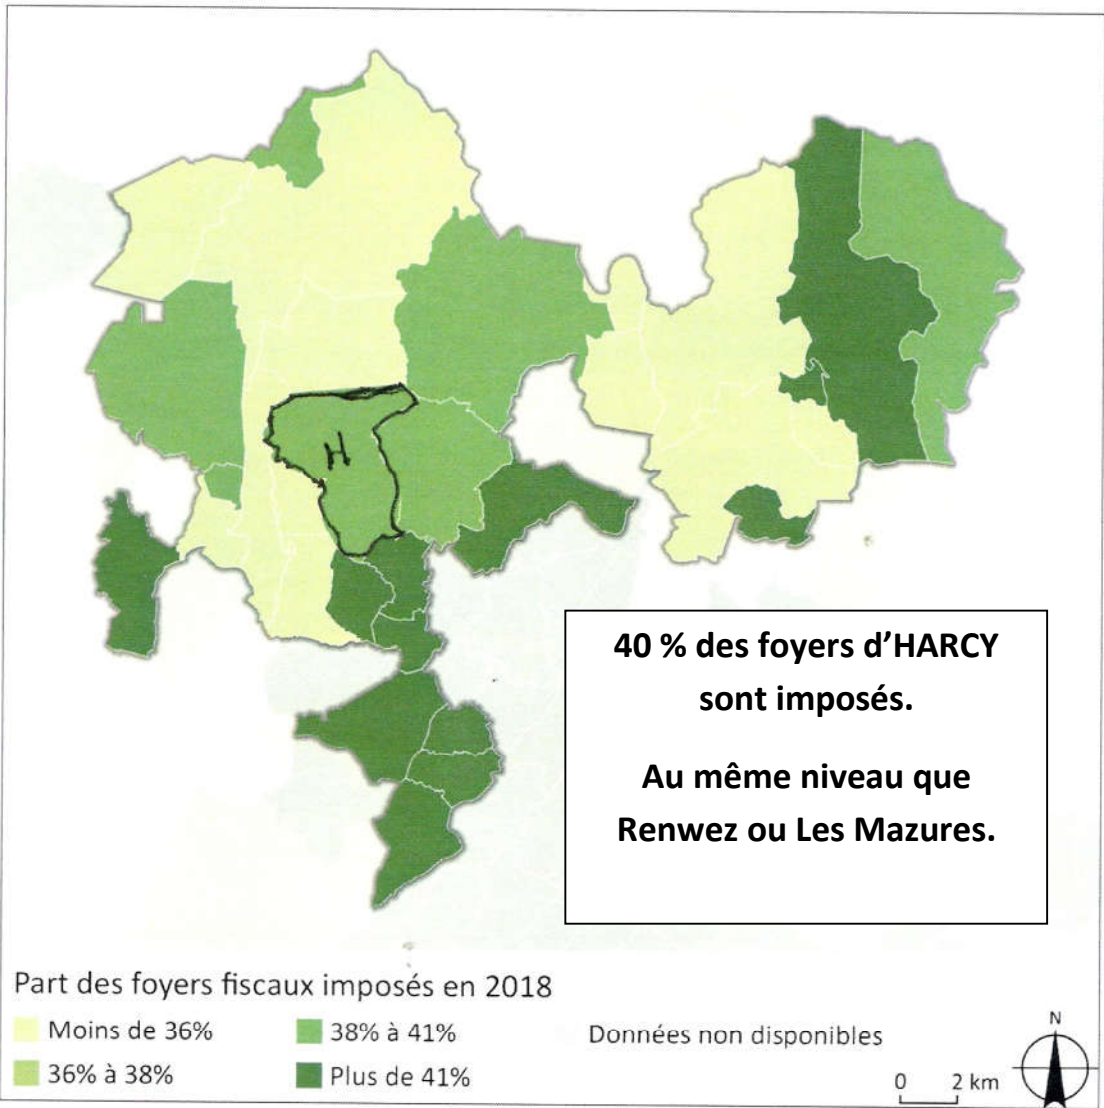 H
40 % des foyers d’HARCY
sont imposés.
Au même niveau que
Renwez ou Les Mazures.
Part des foyers fiscaux imposés en 2018
Moins de 36%
36% à 38%
38% à 41%
Plus de 41%
Données non disponibles
0 2 km
N